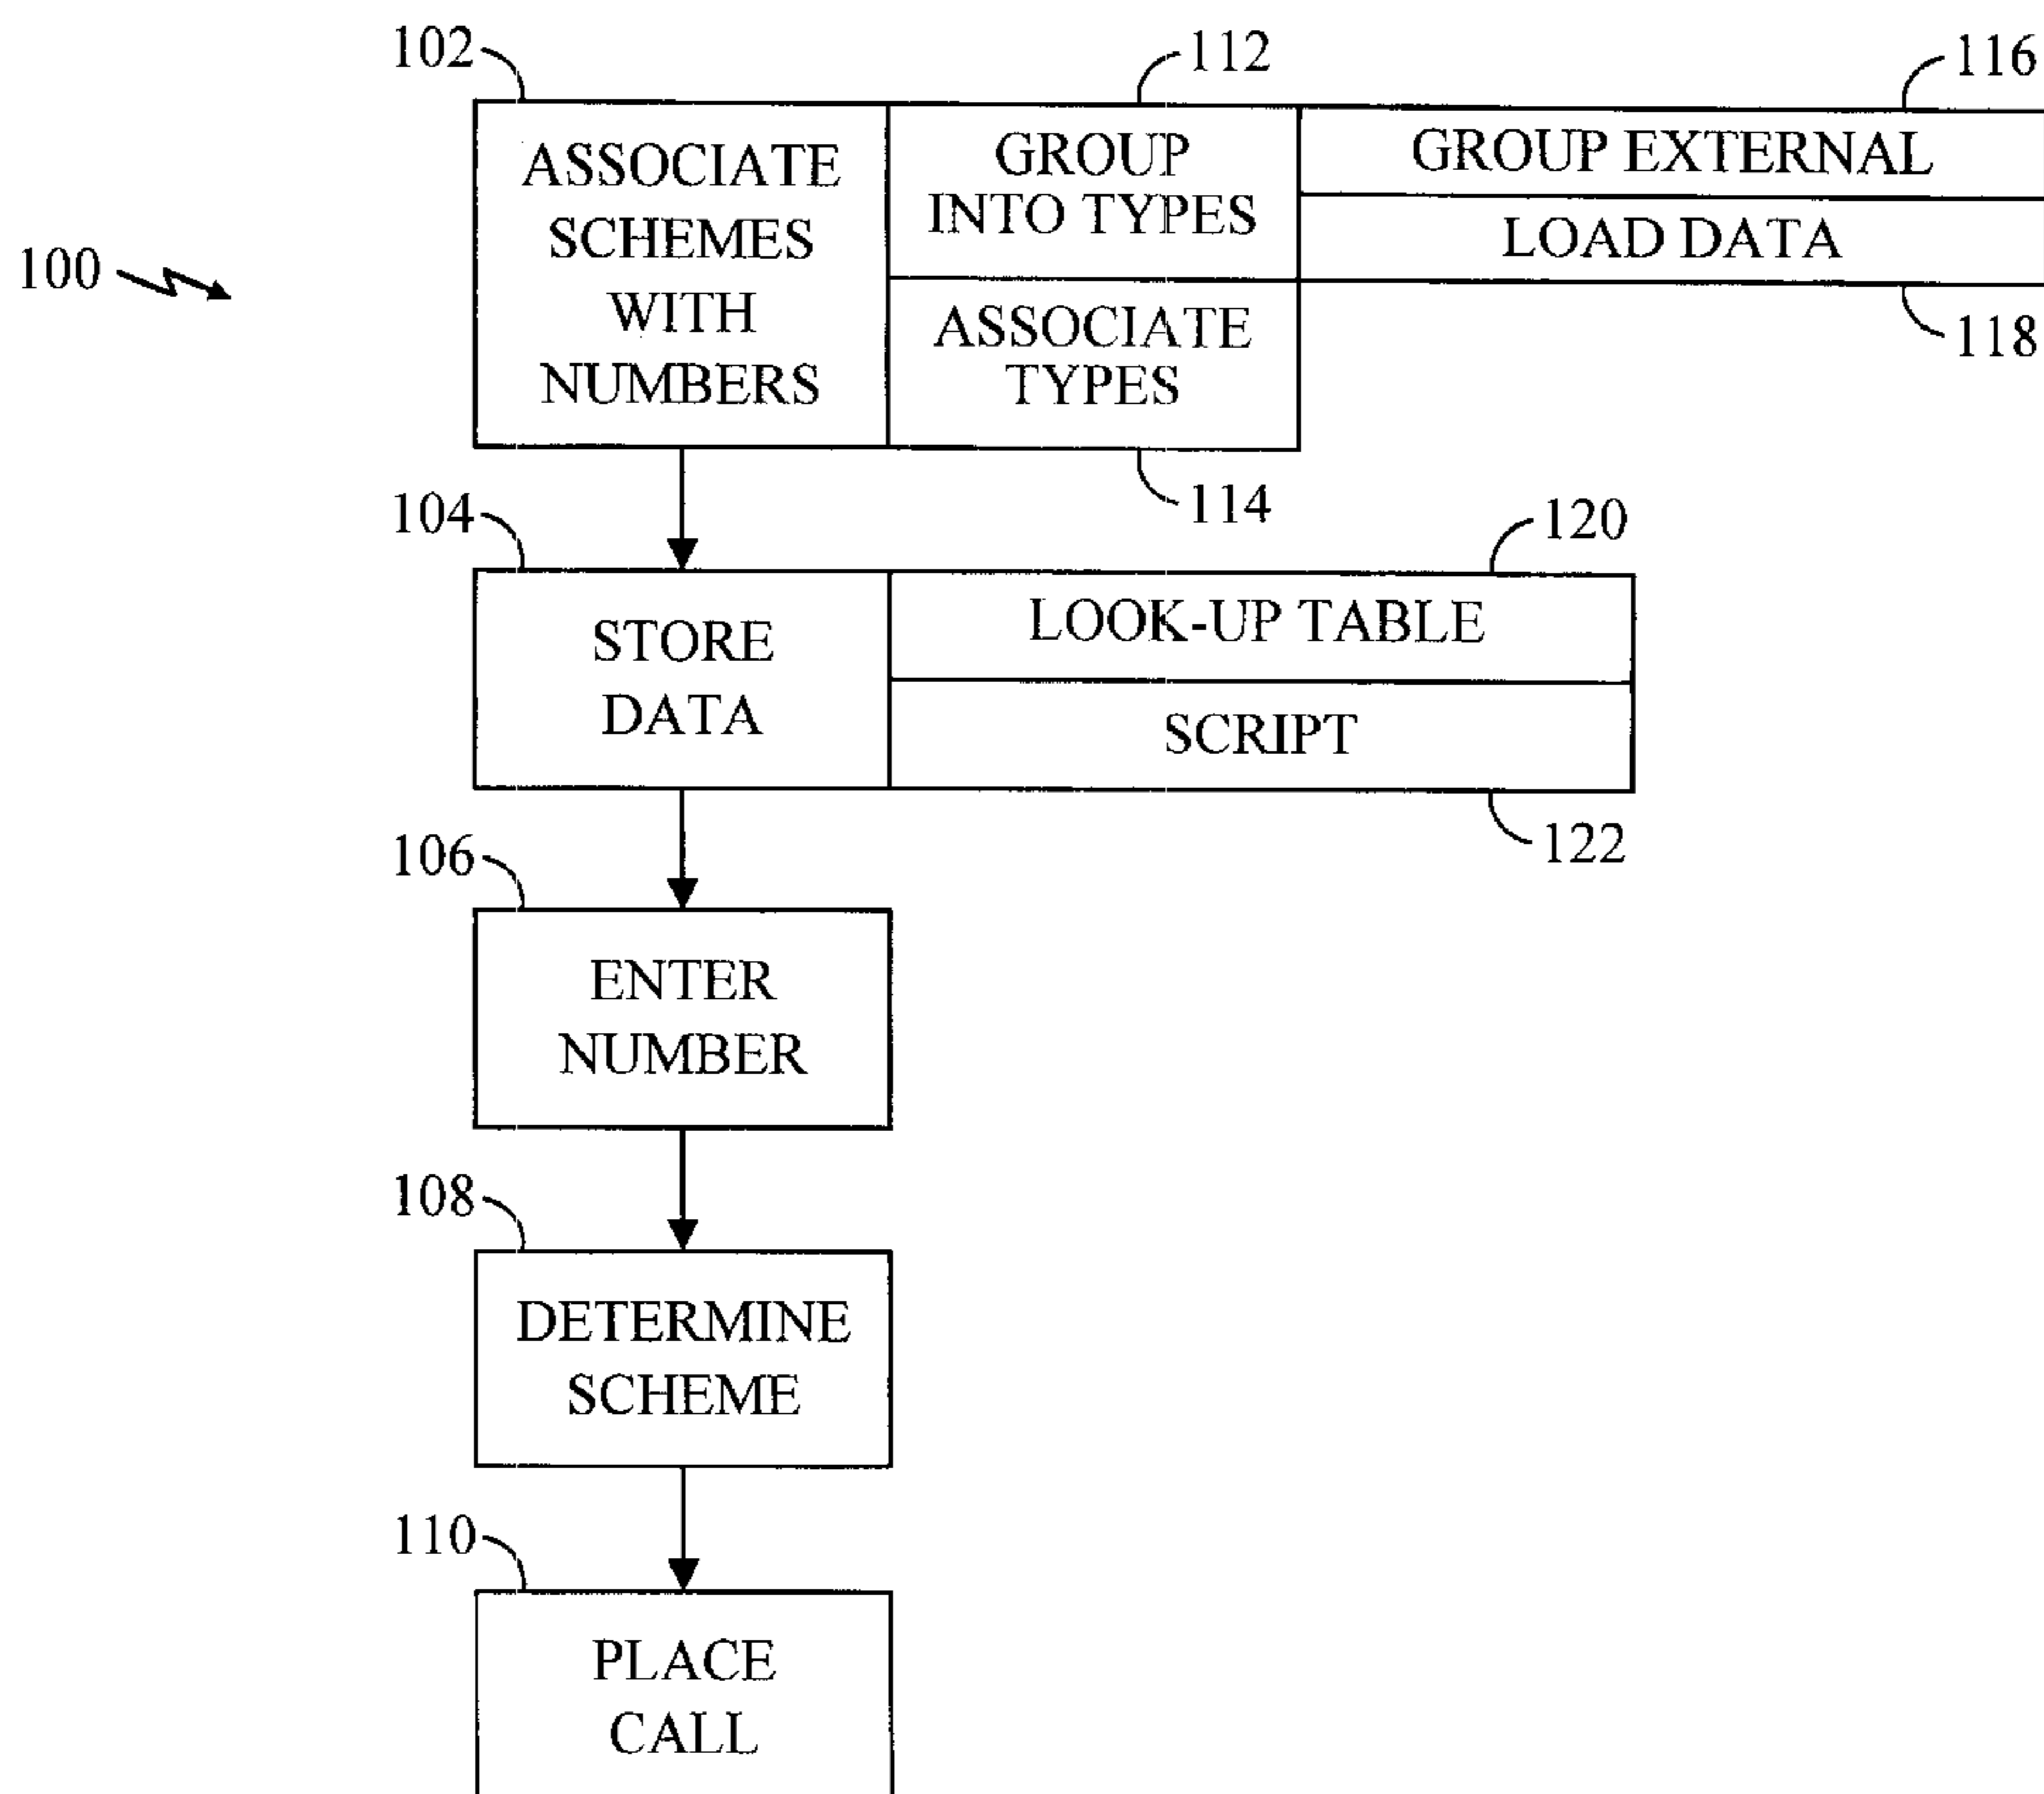 102
112
116
ASSOCIATE
SCHEMES
WITH
NUMBERS
GROUP
INTO TYPES
GROUP EXTERNAL
LOAD DATA
100
ASSOCIATE
TYPES
118
114
104
120
STORE
DATA
LOOK-UP TABLE
SCRIPT
122
106
ENTER
NUMBER
108
DETERMINE
SCHEME
110
PLACE
CALL